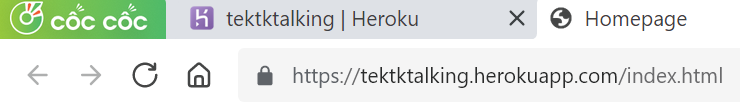 cốc cốc tektktalking | Heroku Homepage
https://tektktalking.herokuapp.com/index.html